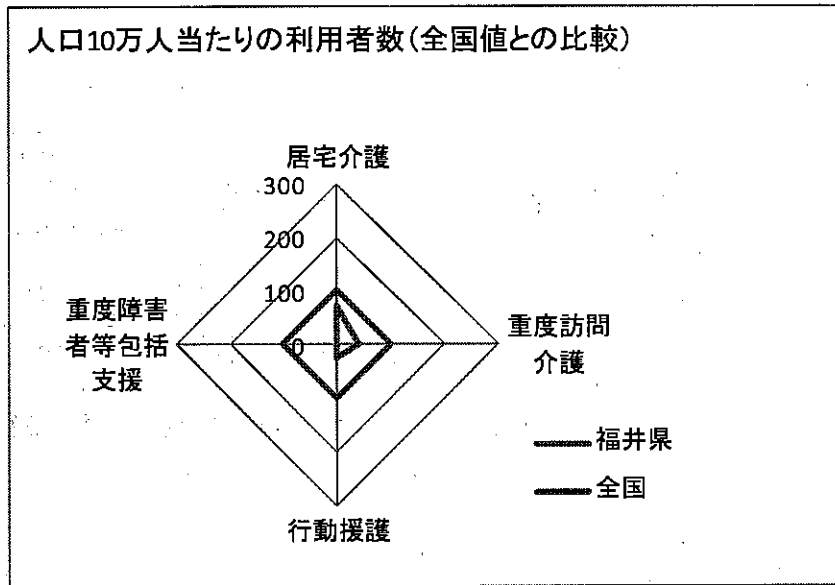 人口10万人当たりの利用者数(全国値との比較)
居宅介護
300
200
100
0
重度障害
者等包括
支援
重度訪問
介護
行動援護
福井県
全国